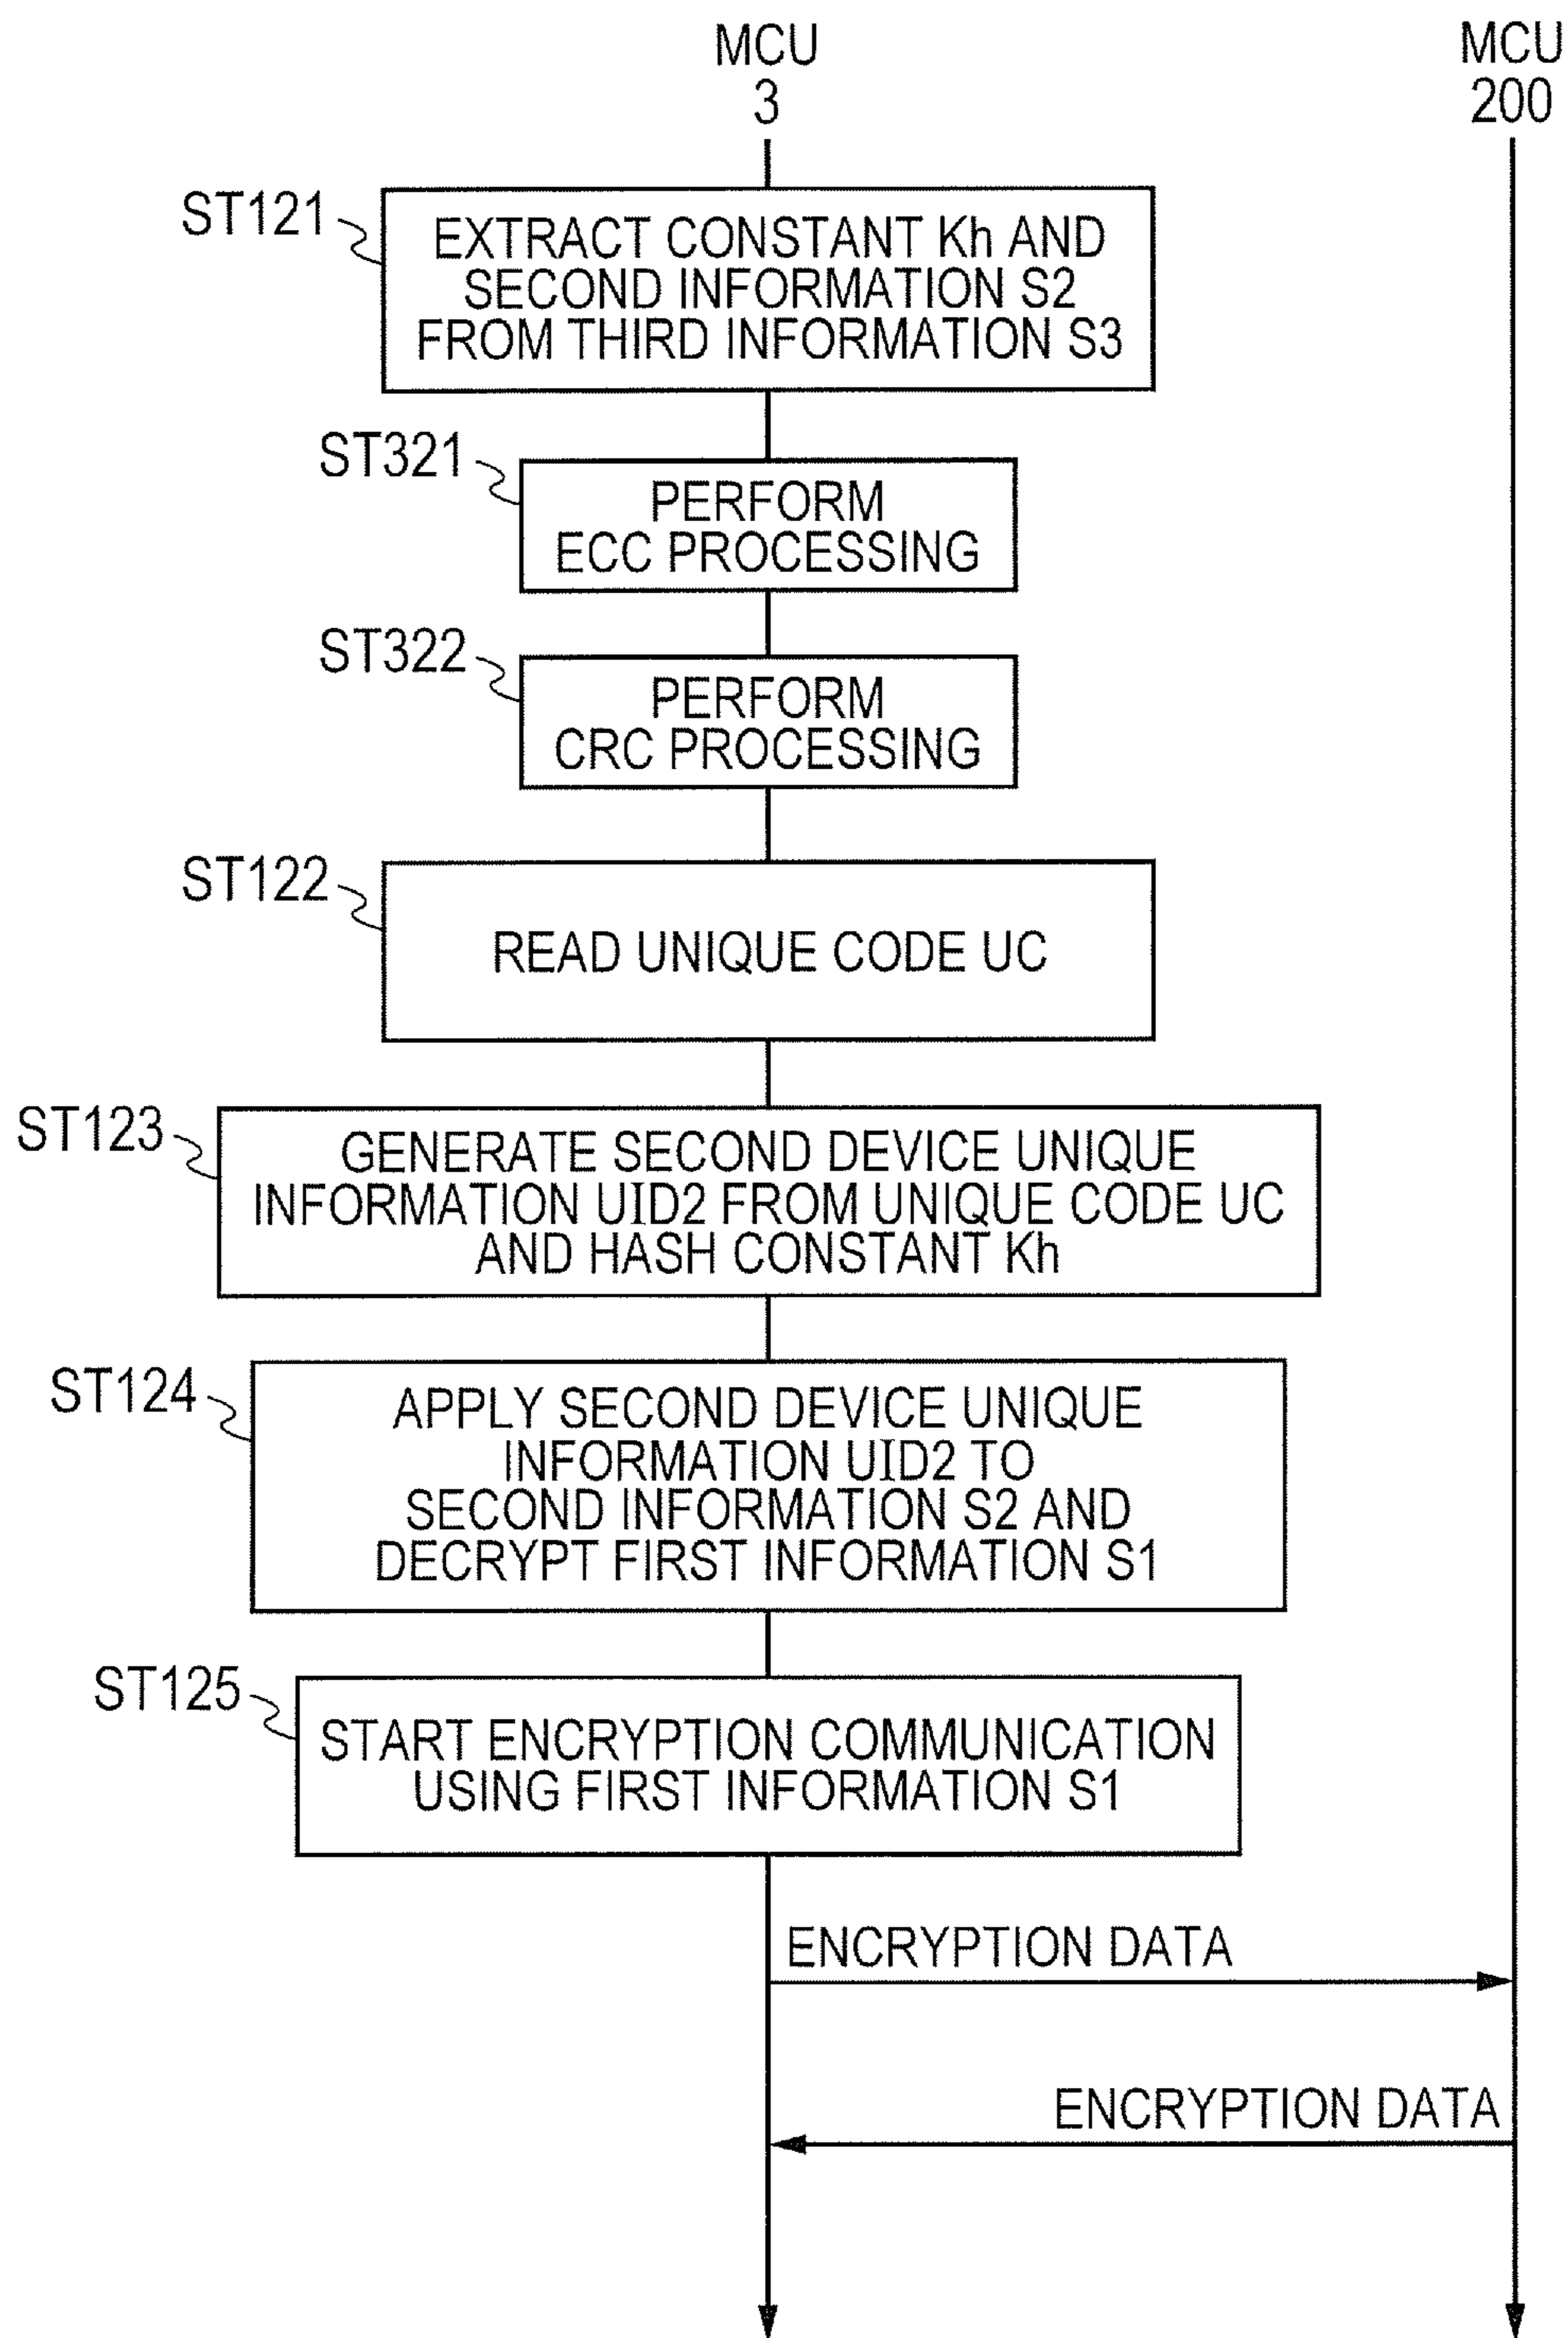 MCU
3
MCU
200
ST121
EXTRACT CONSTANT Kh AND
SECOND INFORMATION S2
FROM THIRD INFORMATION S3
ST321
PERFORM
ECC PROCESSING
ST322
PERFORM
CRC PROCESSING
ST122
READ UNIQUE CODE UC
ST123
GENERATE SECOND DEVICE UNIQUE
INFORMATION UID2 FROM UNIQUE CODE UC
AND HASH CONSTANT Kh
ST124
APPLY SECOND DEVICE UNIQUE
INFORMATION UID2 TO
SECOND INFORMATION S2 AND
DECRYPT FIRST INFORMATION S1
ST125
START ENCRYPTION COMMUNICATION
USING FIRST INFORMATION S1
ENCRYPTION DATA
ENCRYPTION DATA